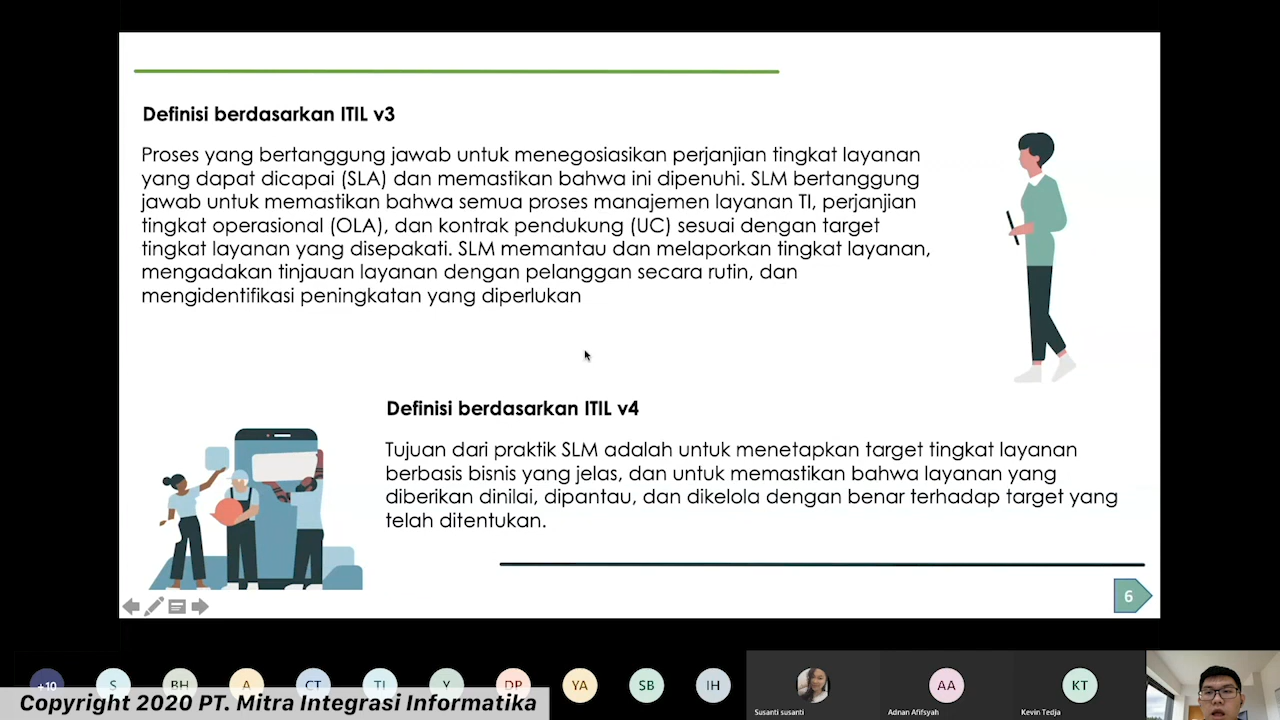 Definisi berdasarkan ITIL v3
Proses yang bertanggung jawab untuk menegosiasikan perjanjian tingkat layanan
yang dapat dicapai (SLA) dan memastikan bahwa ini dipenuhi. SLM bertanggung
jawab untuk memastikan bahwa semua proses manajemen layanan TI, perjanjian
tingkat operasional (OLA), dan kontrak pendukung (UC) sesuai dengan target
tingkat layanan yang disepakati. SLM memantau dan melaporkan tingkat layanan,
mengadakan tinjauan layanan dengan pelanggan secara rutin, dan
mengidentifikasi peningkatan yang diperlukan
Definisi berdasarkan ITIL v4
Tujuan dari praktik SLM adalah untuk menetapkan target tingkat layanan
berbasis bisnis yang jelas, dan untuk memastikan bahwa layanan yang
diberikan dinilai, dipantau, dan dikelola dengan benar terhadap target yang
telah ditentukan.
6
+10 S BH A CT TI Y DP YA SB IH AA KT
Copyright 2020 PT. Mitra Integrasi Informatika
Susanti susanti Adnan Afifsyah Kevin Tedja